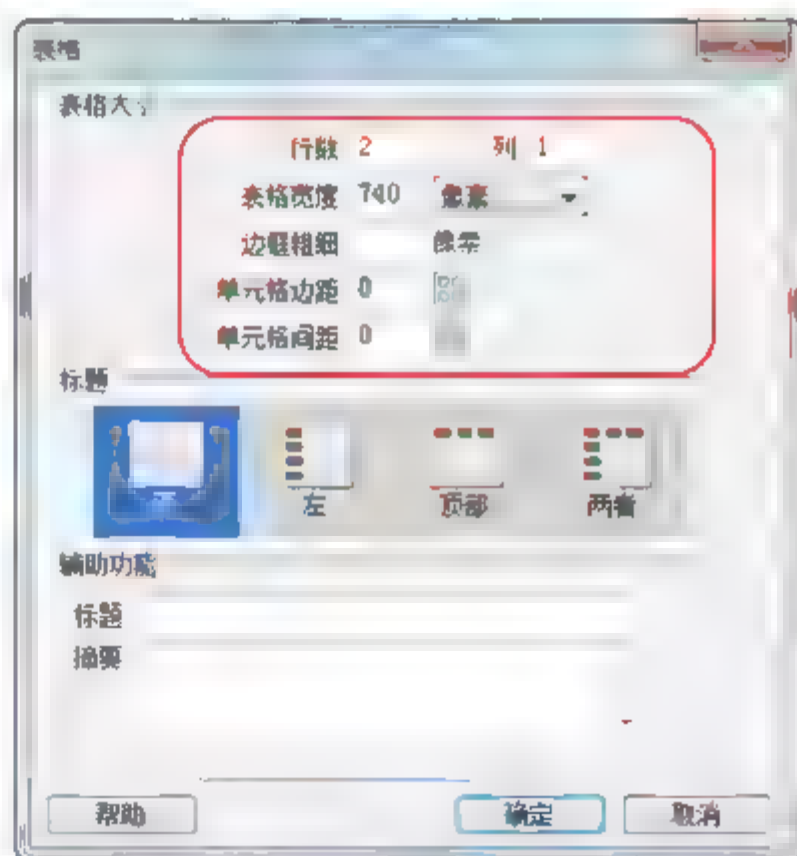 表格
表格大小
行数 2 列 1
表格宽度 740 像素
边框粗细 像素
单元格边距 0
单元格间距 0
标题
左 顶部 两者
辅助功能
标题
摘要
帮助 确定 取消